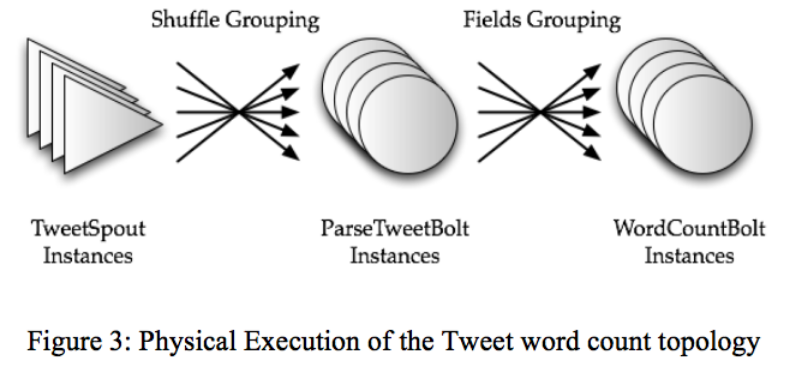 Shuffle Grouping
Fields Grouping
TweetSpout
Instances
ParseTweetBolt
Instances
WordCountBolt
Instances
Figure 3: Physical Execution of the Tweet word count topology